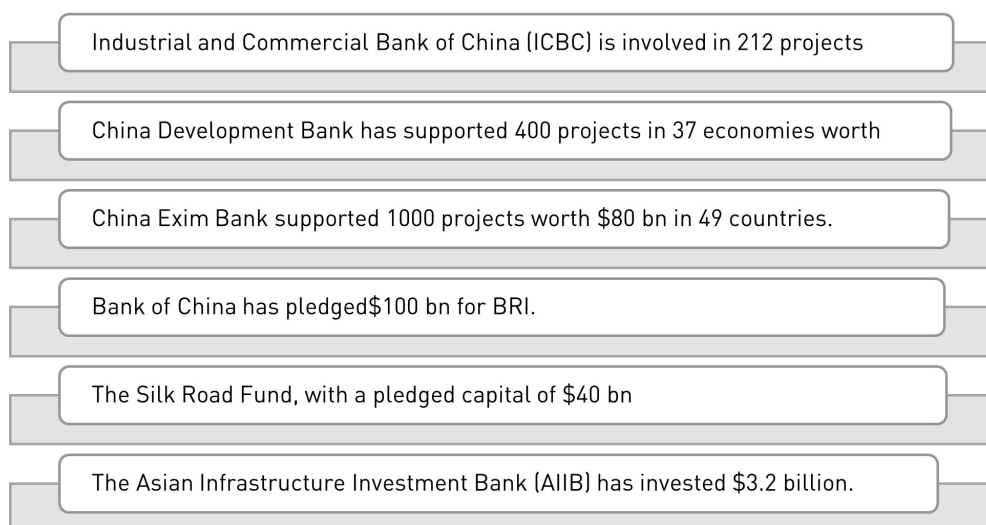 Industrial and Commercial Bank of China (ICBC) is involved in 212 projects
China Development Bank has supported 400 projects in 37 economies worth
China Exim Bank supported 1000 projects worth $80 bn in 49 countries.
Bank of China has pledged$100 bn for BRI.
The Silk Road Fund, with a pledged capital of $40 bn
The Asian Infrastructure Investment Bank (AIIB) has invested $3.2 billion.